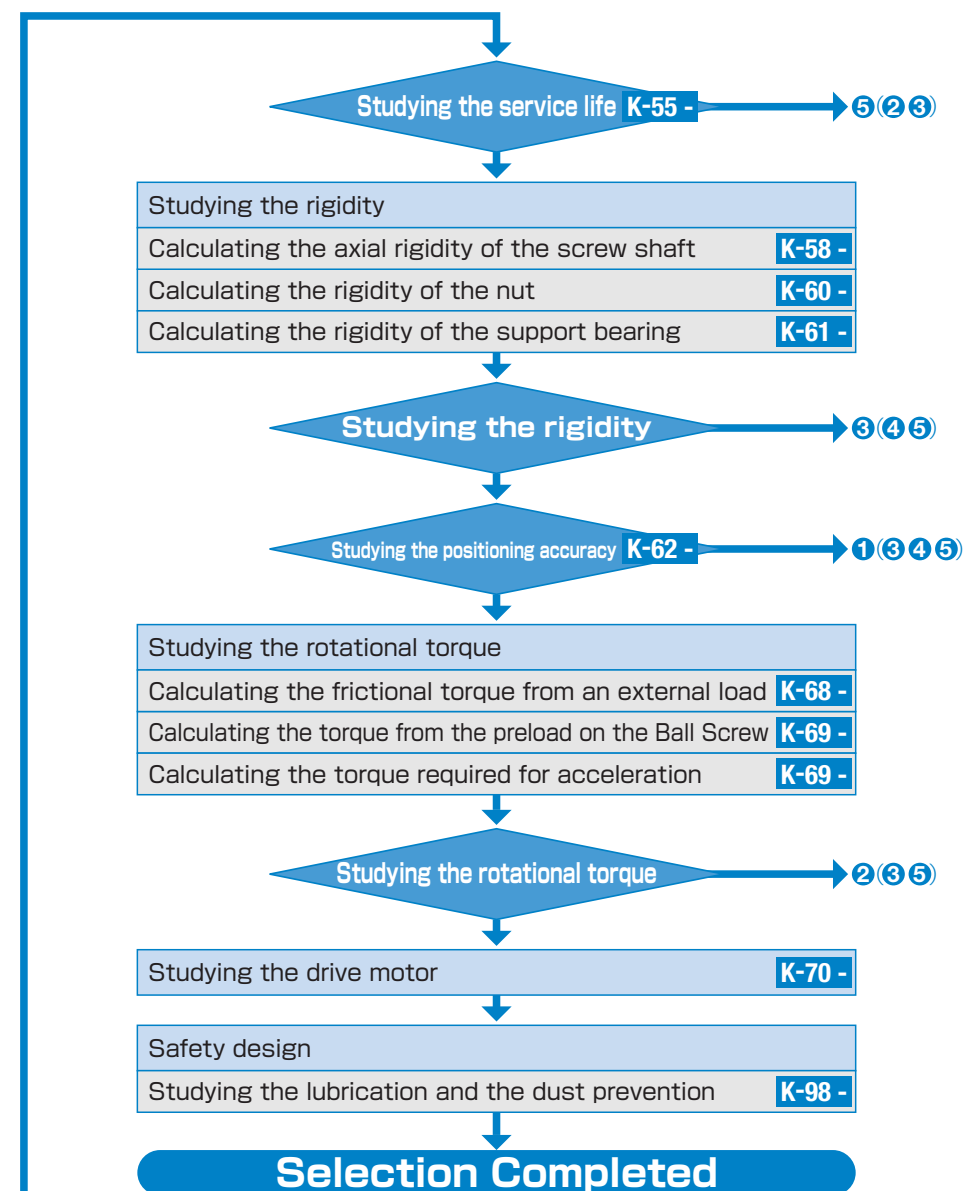 Studying the service life K-55 - ❺(❷❸)
Studying the rigidity
Calculating the axial rigidity of the screw shaft K-58 -
Calculating the rigidity of the nut K-60 -
Calculating the rigidity of the support bearing K-61 -
Studying the rigidity ❸(❹❺)
Studying the positioning accuracy K-62 - ❶(❸❹❺)
Studying the rotational torque
Calculating the frictional torque from an external load K-68 -
Calculating the torque from the preload on the Ball Screw K-69 -
Calculating the torque required for acceleration K-69 -
Studying the rotational torque ❷(❸❺)
Studying the drive motor K-70 -
Safety design
Studying the lubrication and the dust prevention K-98 -
Selection Completed